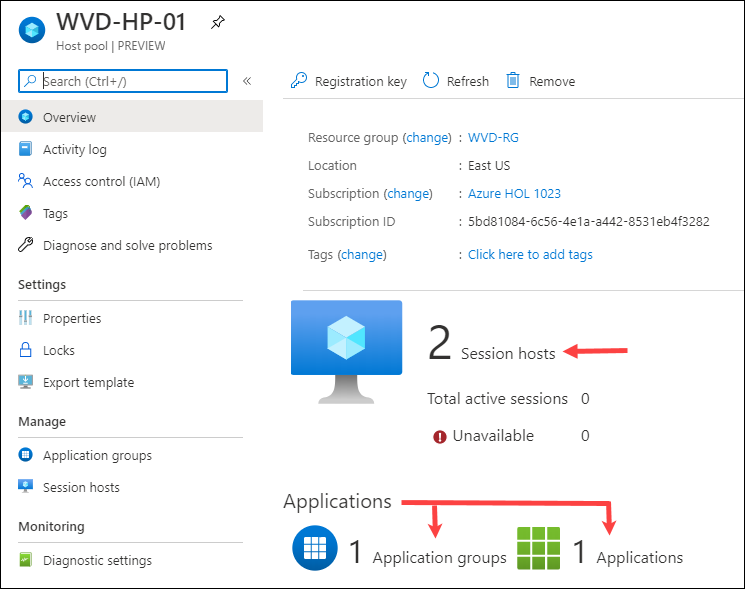 WVD-HP-01
Host pool | PREVIEW
Search (Ctrl+/)
«
Overview
Activity log
Access control (IAM)
Tags
Diagnose and solve problems
Settings
Properties
Locks
Export template
Manage
Application groups
Session hosts
Monitoring
Diagnostic settings
Registration key Refresh Remove
Resource group (change) : WVD-RG
Location : East US
Subscription (change) : Azure HOL 1023
Subscription ID : 5bd81084-6c56-4e1a-a442-8531eb4f3282
Tags (change) : Click here to add tags
2 Session hosts
Total active sessions 0
Unavailable 0
Applications
1 Application groups 1 Applications